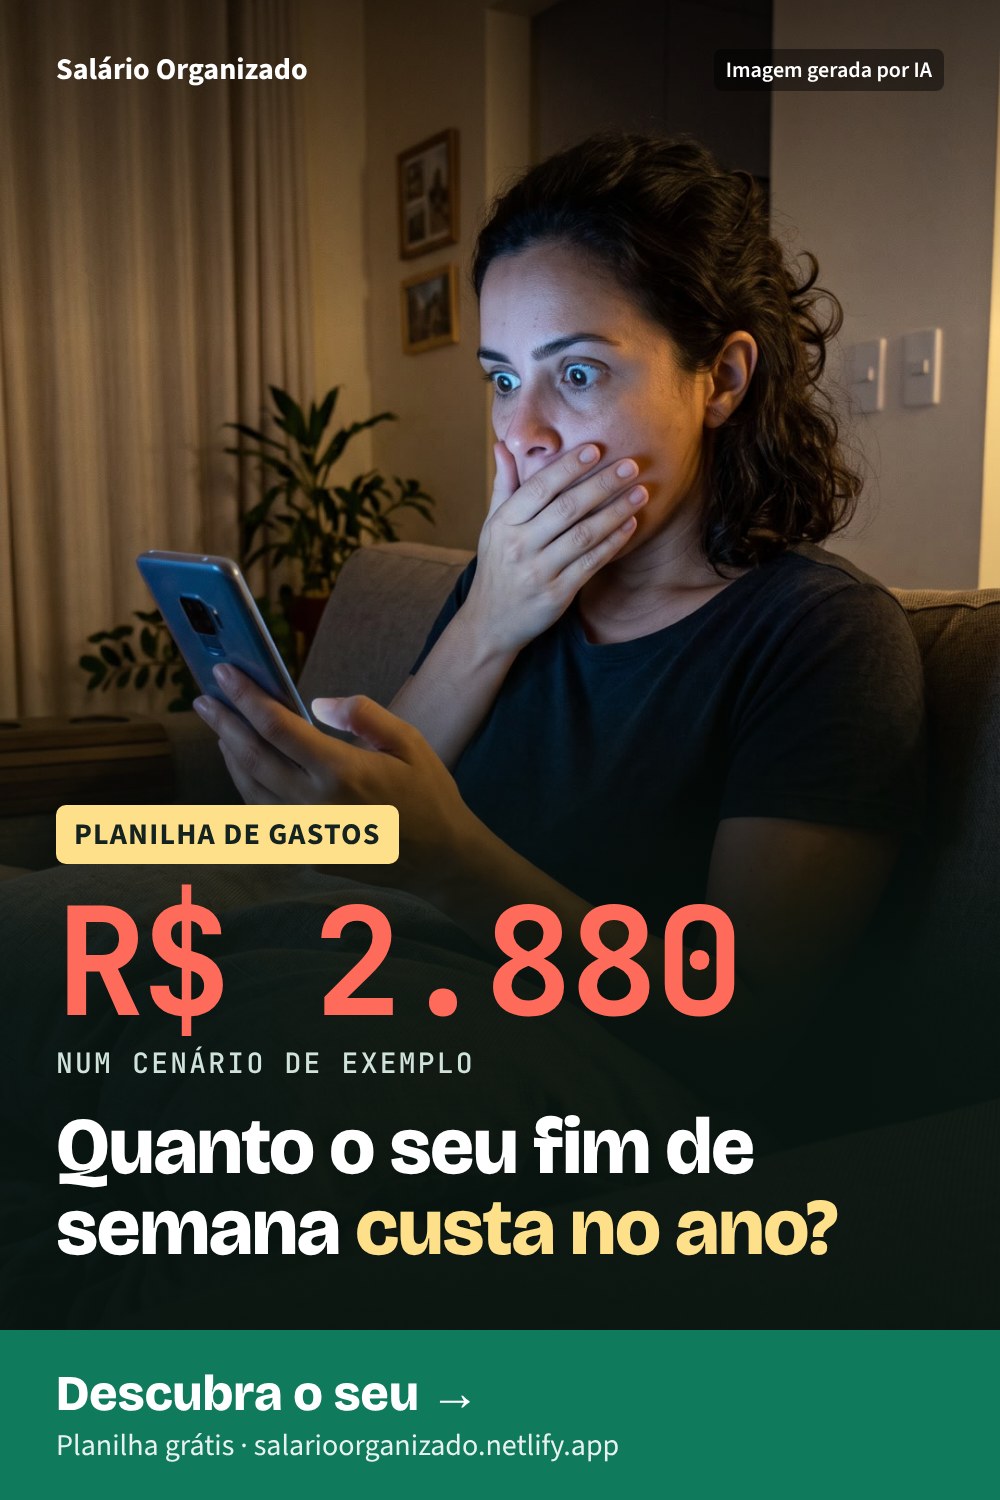 Salário Organizado
Imagem gerada por IA
PLANILHA DE GASTOS
R$ 2.880
NUM CENÁRIO DE EXEMPLO
Quanto o seu fim de
semana custa no ano?
Descubra o seu →
Planilha grátis · salarioorganizado.netlify.app